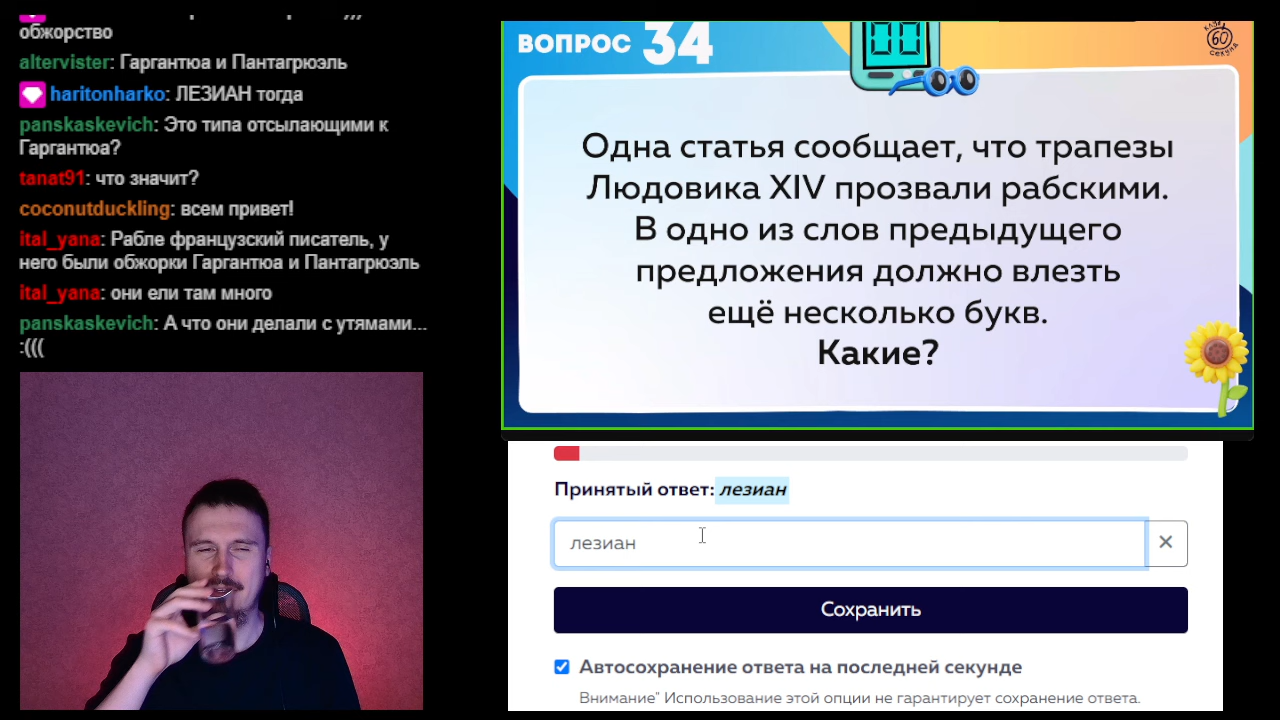 обжорство
altervister: Гаргантюа и Пантагрюэль
haritonharko: ЛЕЗИАН тогда
panskaskevich: Это типа отсылающими к
Гаргантюа?
tanat91: что значит?
coconutduckling: всем привет!
ital_yana: Рабле французский писатель, у
него были обжорки Гаргантюа и Пантагрюэль
ital_yana: они ели там много
panskaskevich: А что они делали с утямами...
:(((
ВОПРОС 34
00
60
секунд
Одна статья сообщает, что трапезы
Людовика XIV прозвали рабскими.
В одно из слов предыдущего
предложения должно влезть
ещё несколько букв.
Какие?
Принятый ответ: лезиан
лезиан
×
Сохранить
Автосохранение ответа на последней секунде
Внимание" Использование этой опции не гарантирует сохранение ответа.